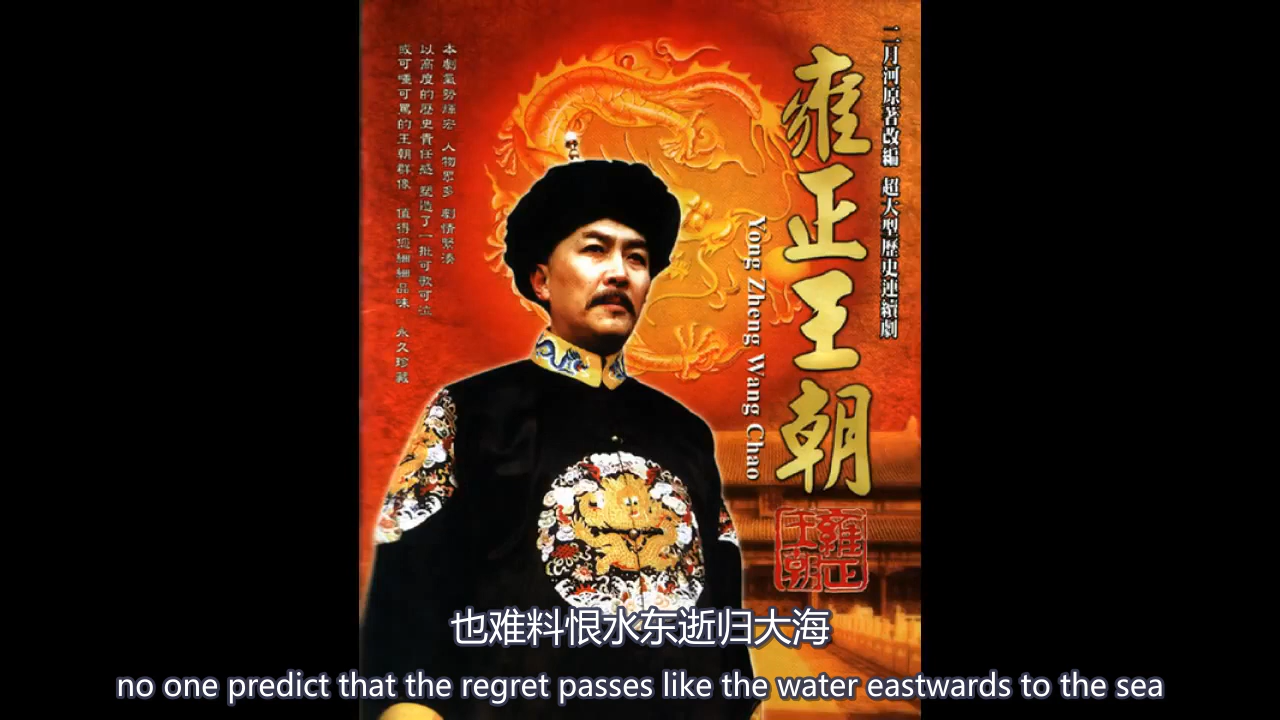 二月河原著改編 超大型歷史連續劇
雍正王朝
Yong Zheng Wang Chao
雍正王朝
本劇氣勢恢宏 人物眾多 劇情緊湊
以高度的歷史責任感 塑造了一批可歌可泣
或可嘆可罵的王朝群像 值得您細細品味 永久珍藏
也难料恨水东逝归大海
no one predict that the regret passes like the water eastwards to the sea